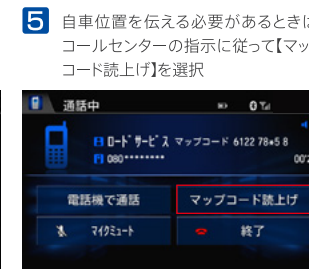 5 自車位置を伝える必要があるときは
コールセンターの指示に従って【マッ
コード読上げ】を選択
通話中
ロードサービス マップコード 6122 78*5 8
080********
00'2
電話機で通話 マップコード読上げ
マイクミュート 終了